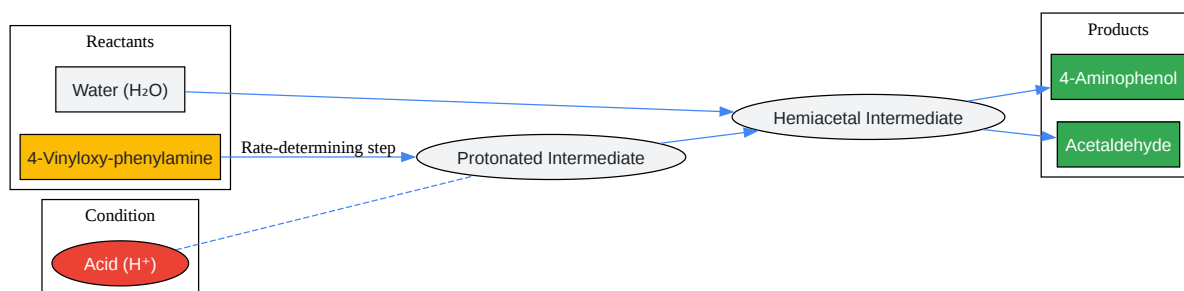 Reactants
Water (H₂O)
4-Vinyloxy-phenylamine
Rate-determining step
Condition
Acid (H⁺)
Protonated Intermediate
Hemiacetal Intermediate
Products
4-Aminophenol
Acetaldehyde